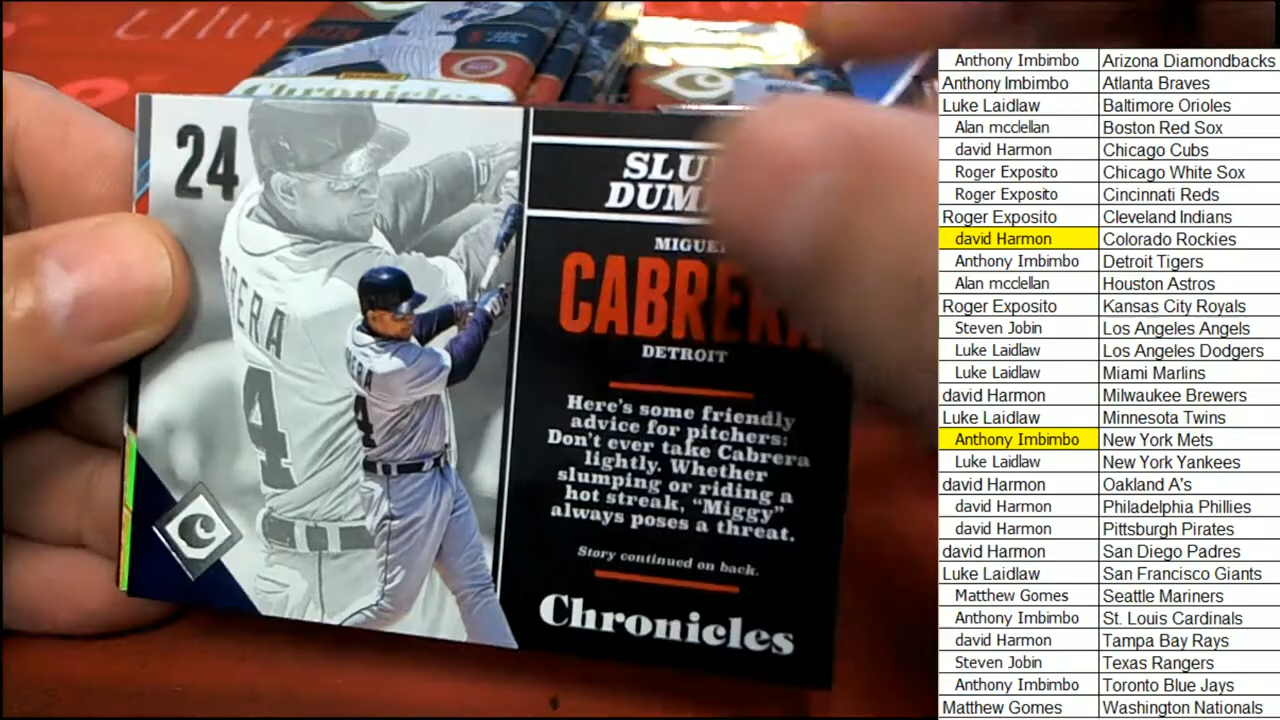 Chronicles
24
SLU
DUM
MIGUE
CABRERA
DETROIT
Here's some friendly
advice for pitchers:
Don't ever take Cabrera
lightly. Whether
slumping or riding a
hot streak, “Miggy”
always poses a threat.
Story continued on back.
Chronicles
Anthony Imbimbo Arizona Diamondbacks
Anthony Imbimbo Atlanta Braves
Luke Laidlaw Baltimore Orioles
Alan mcclellan Boston Red Sox
david Harmon Chicago Cubs
Roger Exposito Chicago White Sox
Roger Exposito Cincinnati Reds
Roger Exposito Cleveland Indians
david Harmon Colorado Rockies
Anthony Imbimbo Detroit Tigers
Alan mcclellan Houston Astros
Roger Exposito Kansas City Royals
Steven Jobin Los Angeles Angels
Luke Laidlaw Los Angeles Dodgers
Luke Laidlaw Miami Marlins
david Harmon Milwaukee Brewers
Luke Laidlaw Minnesota Twins
Anthony Imbimbo New York Mets
Luke Laidlaw New York Yankees
david Harmon Oakland A's
david Harmon Philadelphia Phillies
david Harmon Pittsburgh Pirates
david Harmon San Diego Padres
Luke Laidlaw San Francisco Giants
Matthew Gomes Seattle Mariners
Anthony Imbimbo St. Louis Cardinals
david Harmon Tampa Bay Rays
Steven Jobin Texas Rangers
Anthony Imbimbo Toronto Blue Jays
Matthew Gomes Washington Nationals